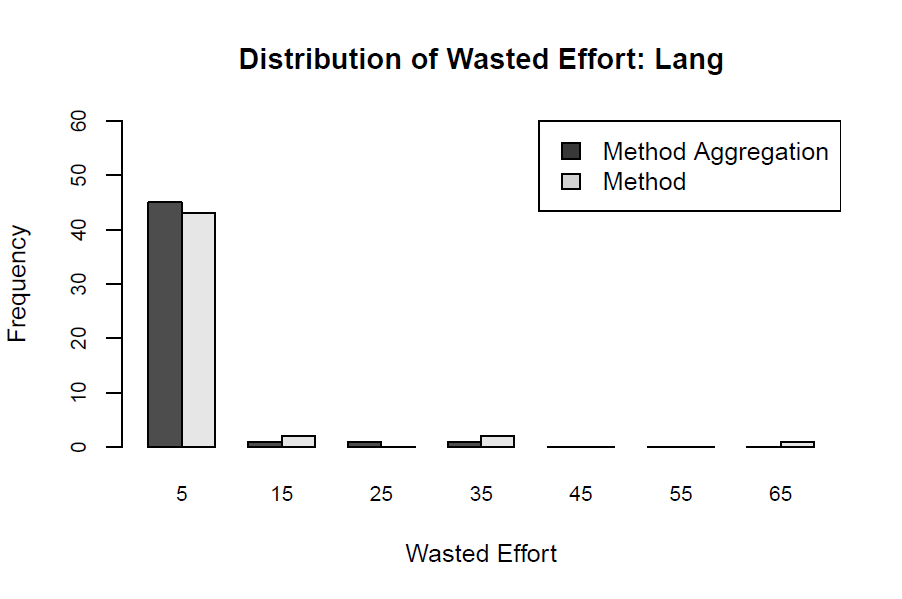 Distribution of Wasted Effort: Lang
Method Aggregation
Method
Frequency
60
50
40
30
20
10
0
5 15 25 35 45 55 65
Wasted Effort